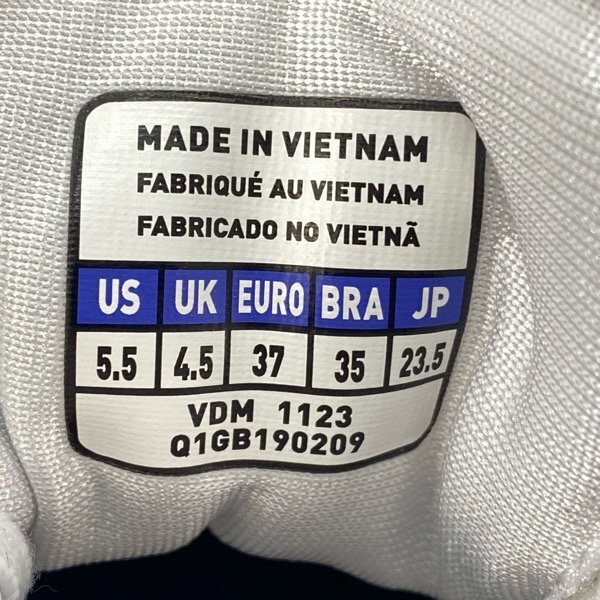 MADE IN VIETNAM
FABRIQUÉ AU VIETNAM
FABRICADO NO VIETNÃ
US UK EURO BRA JP
5.5 4.5 37 35 23.5
VDM 1123
Q1GB190209